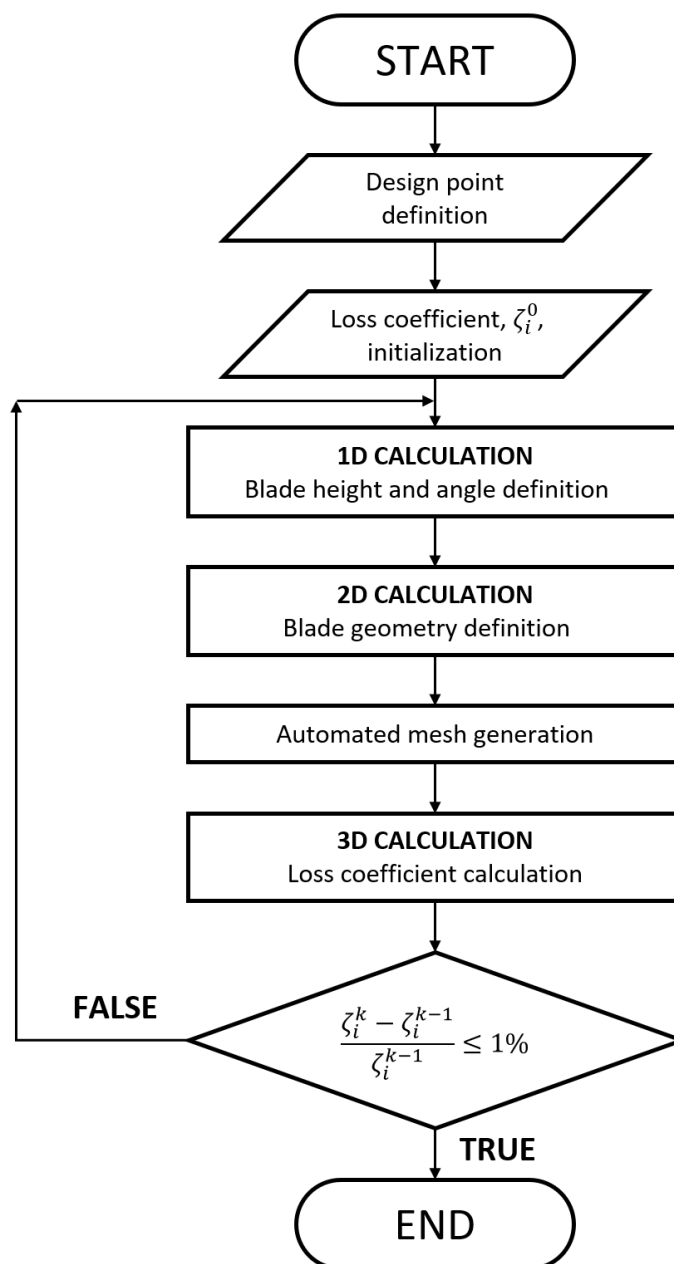 START
Design point
definition
Loss coefficient, ζ_i^0,
initialization
1D CALCULATION
Blade height and angle definition
2D CALCULATION
Blade geometry definition
Automated mesh generation
3D CALCULATION
Loss coefficient calculation
FALSE
(ζ_i^k − ζ_i^{k−1}) / ζ_i^{k−1} ≤ 1%
TRUE
END